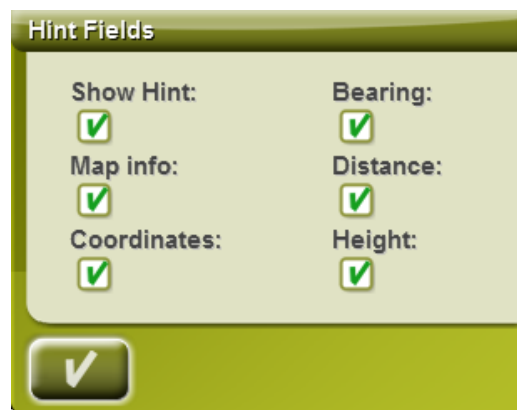 Hint Fields
Show Hint: Bearing:
Map info: Distance:
Coordinates: Height: